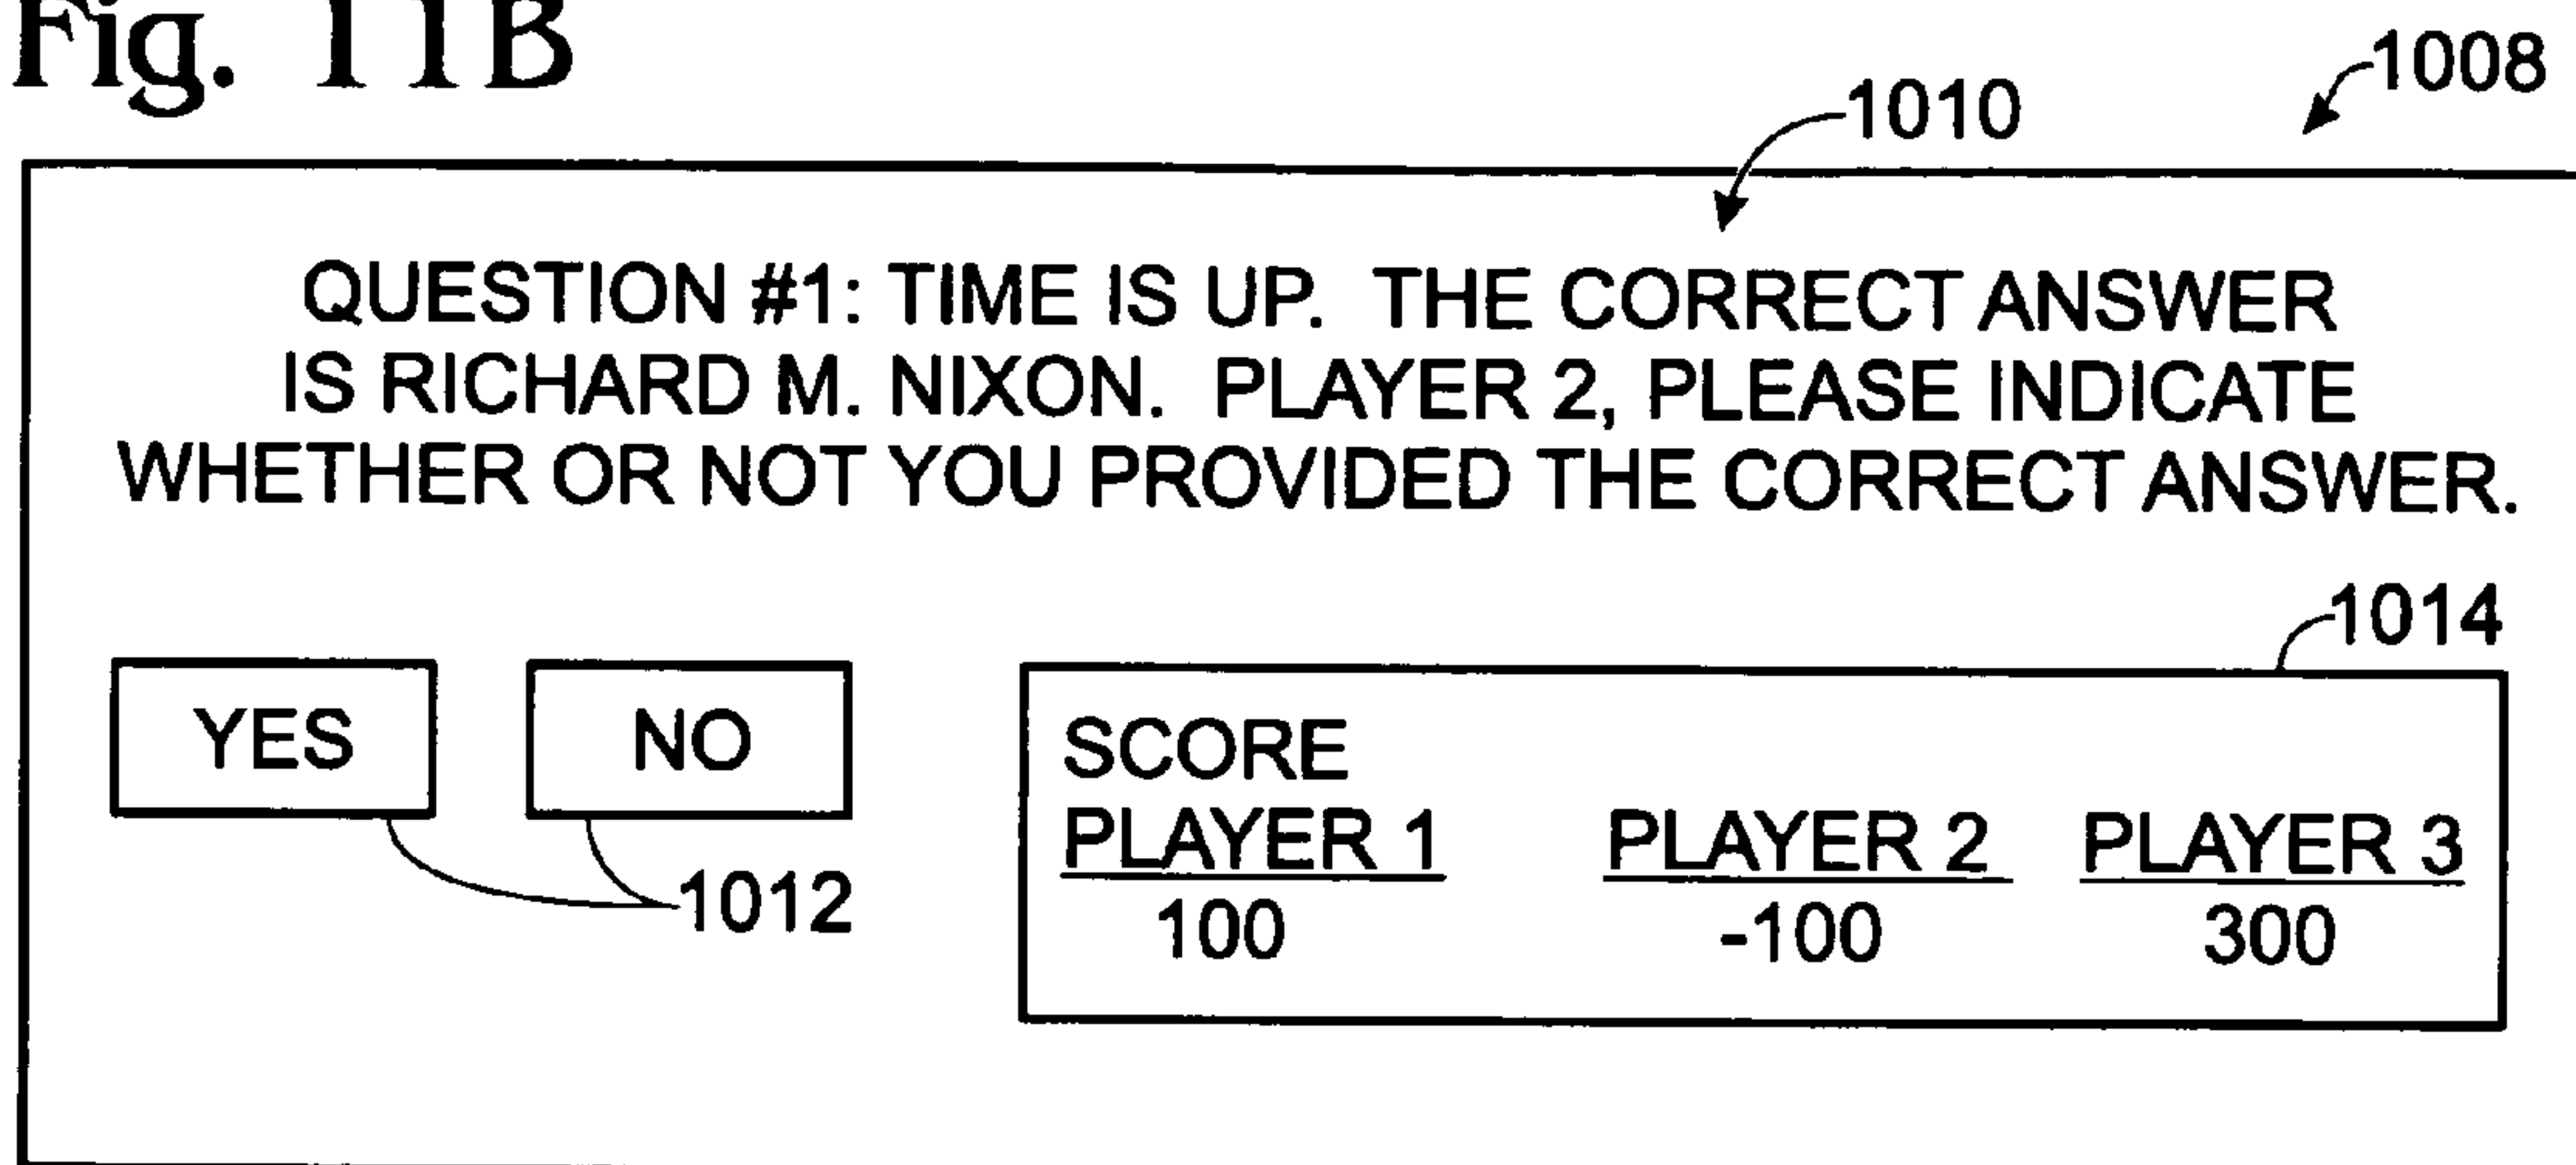 Fig. 11B
1008
1010
QUESTION #1: TIME IS UP. THE CORRECT ANSWER
IS RICHARD M. NIXON. PLAYER 2, PLEASE INDICATE
WHETHER OR NOT YOU PROVIDED THE CORRECT ANSWER.
1014
YES NO
SCORE
PLAYER 1 PLAYER 2 PLAYER 3
100 -100 300
1012